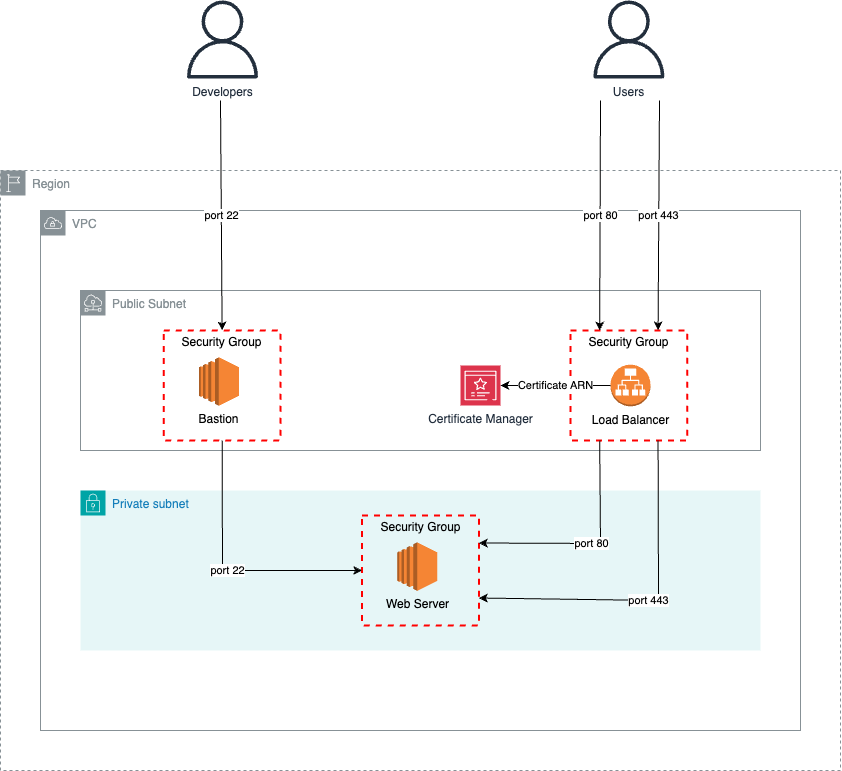 Developers
Users
Region
port 22
port 80
port 443
VPC
Public Subnet
Security Group
Security Group
Certificate ARN
Bastion
Certificate Manager
Load Balancer
Private subnet
Security Group
port 80
port 22
Web Server
port 443